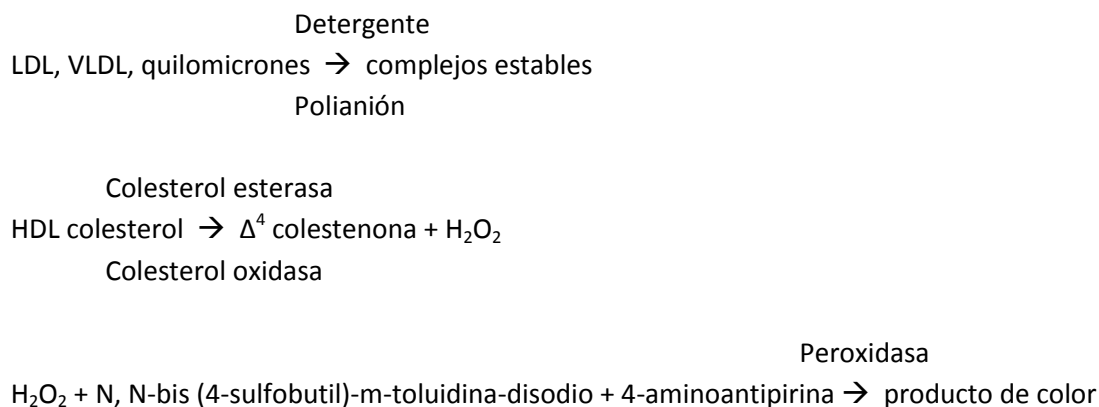 Detergente
LDL, VLDL, quilomicrones → complejos estables
Polianión
Colesterol esterasa
HDL colesterol → Δ⁴ colestenona + H₂O₂
Colesterol oxidasa
Peroxidasa
H₂O₂ + N, N-bis (4-sulfobutil)-m-toluidina-disodio + 4-aminoantipirina → producto de color